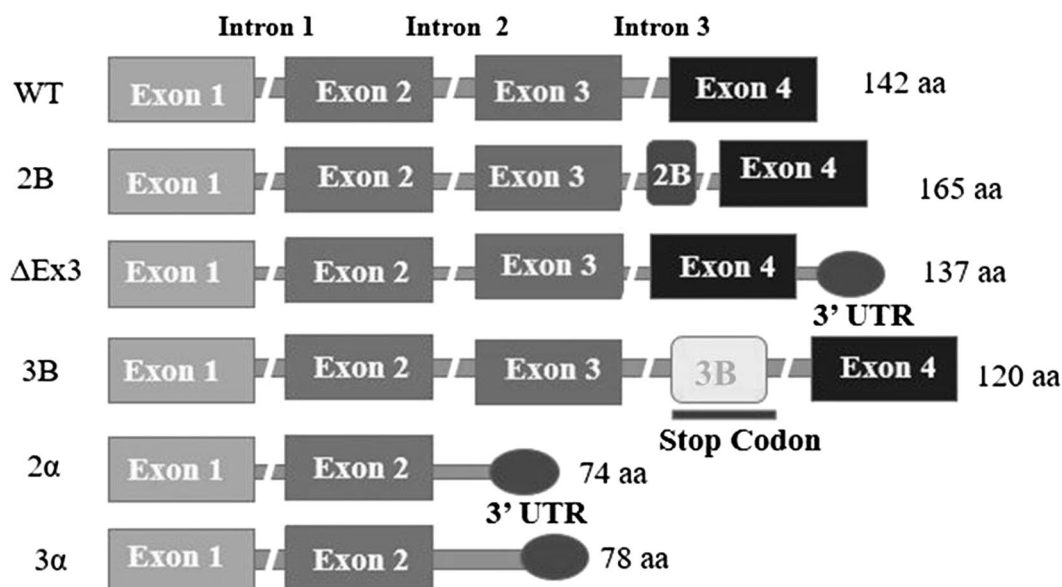 Intron 1 Intron 2 Intron 3
WT Exon 1 Exon 2 Exon 3 Exon 4 142 aa
2B Exon 1 Exon 2 Exon 3 2B Exon 4 165 aa
ΔEx3 Exon 1 Exon 2 Exon 3 Exon 4 137 aa
3’ UTR
3B Exon 1 Exon 2 Exon 3 3B Exon 4 120 aa
Stop Codon
2α Exon 1 Exon 2 74 aa
3’ UTR
3α Exon 1 Exon 2 78 aa